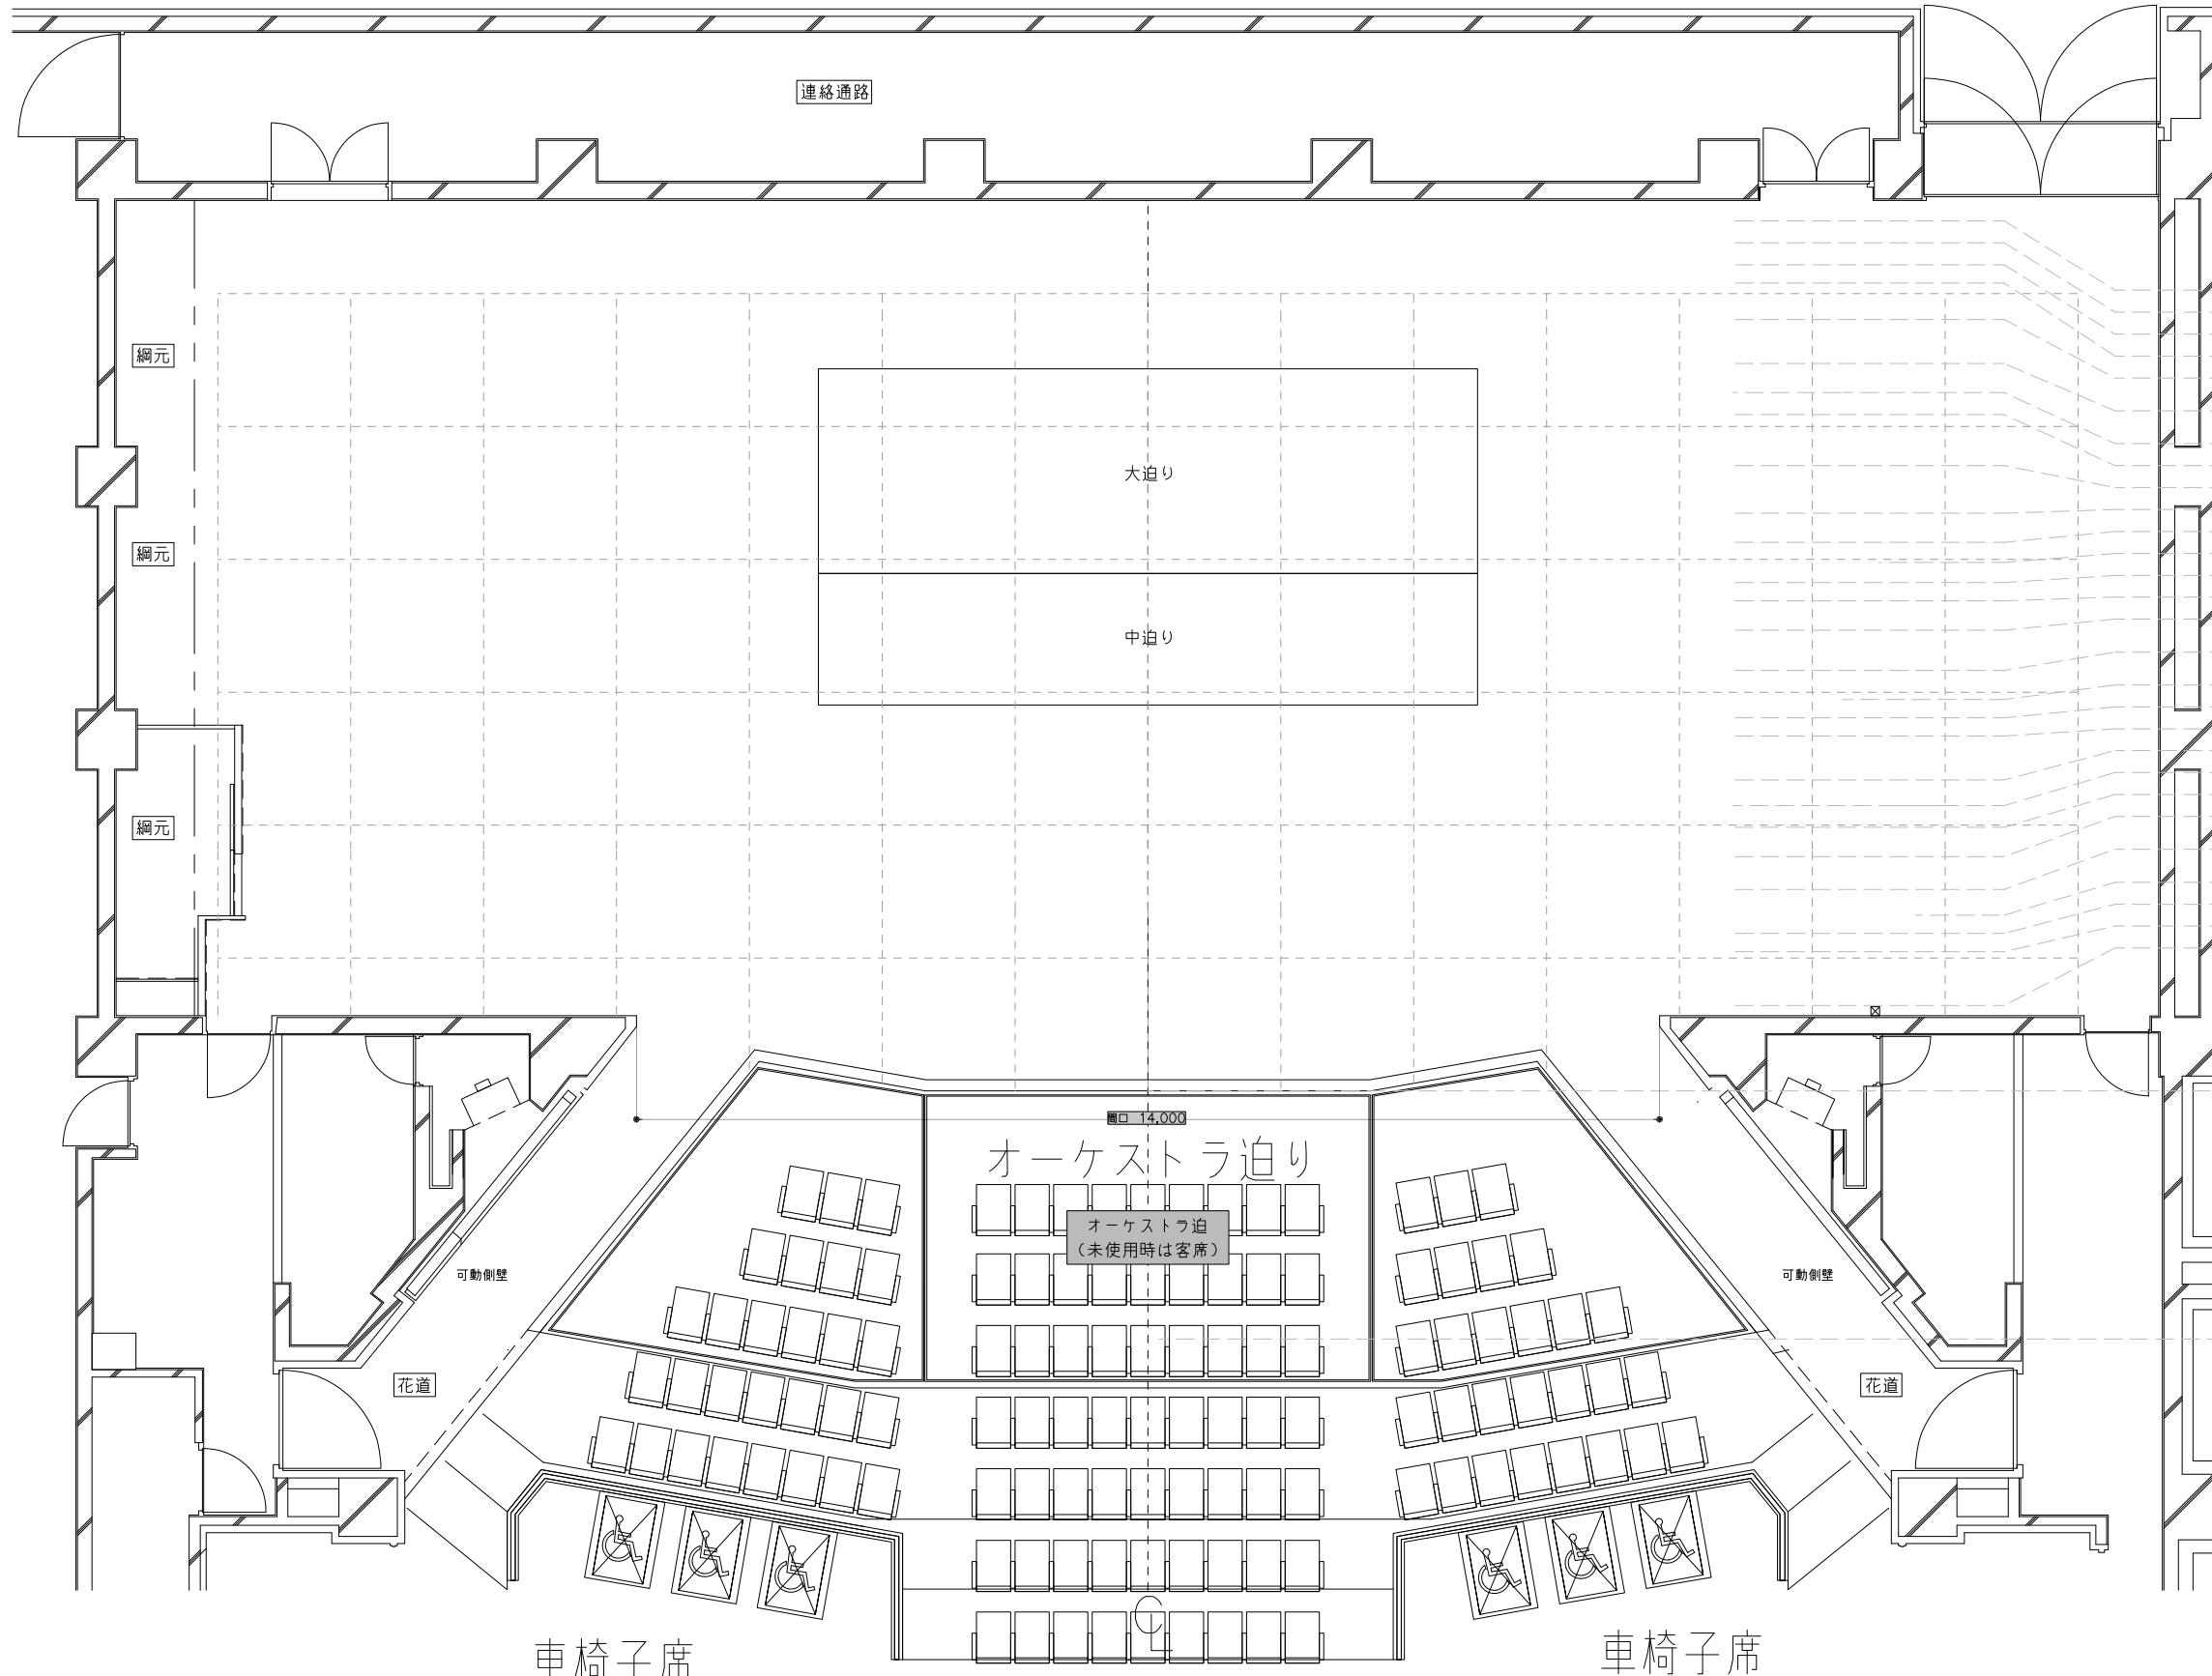 連絡通路
綱元
大迫り
綱元
中迫り
綱元
間口 14,000
オーケストラ迫り
オーケストラ迫
(未使用時は客席)
可動側壁
可動側壁
花道
花道
CL
車椅子席
車椅子席